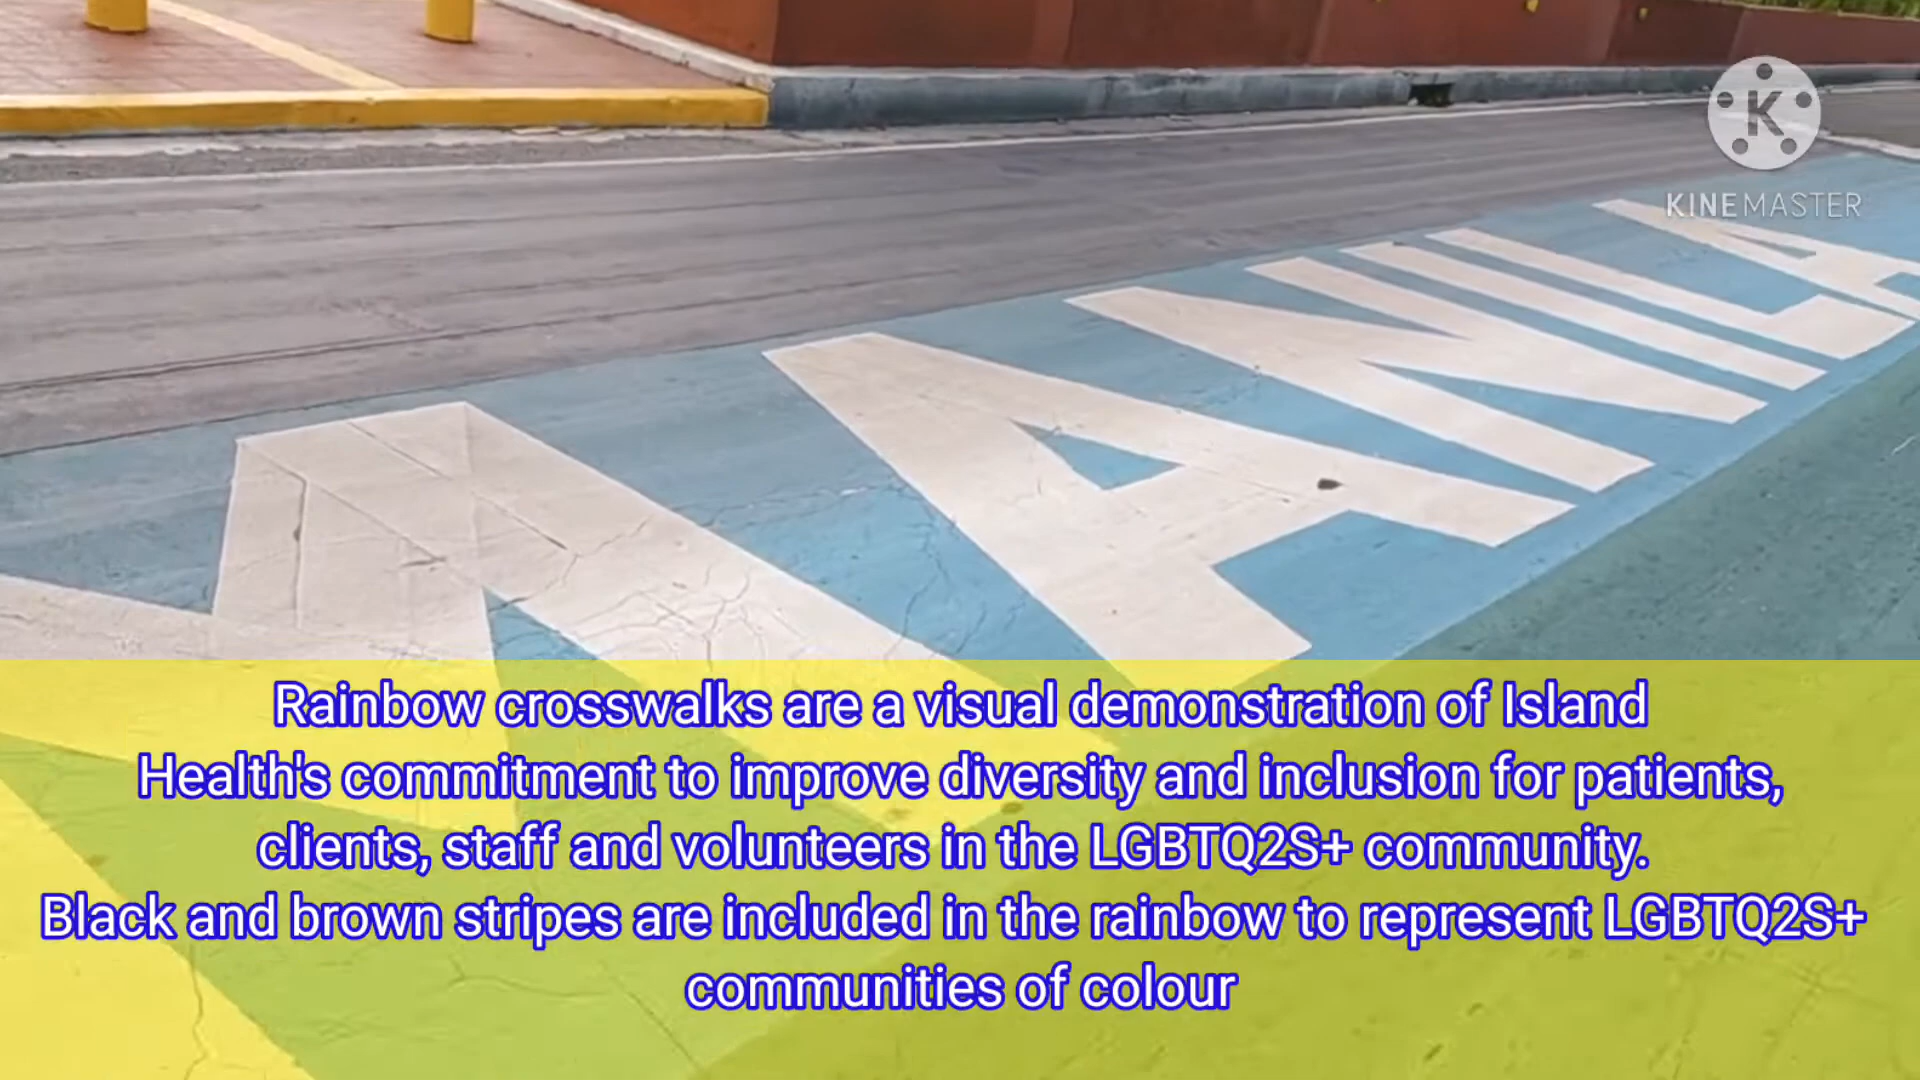 K
KINEMASTER
MANILA
Rainbow crosswalks are a visual demonstration of Island
Health's commitment to improve diversity and inclusion for patients,
clients, staff and volunteers in the LGBTQ2S+ community.
Black and brown stripes are included in the rainbow to represent LGBTQ2S+
communities of colour